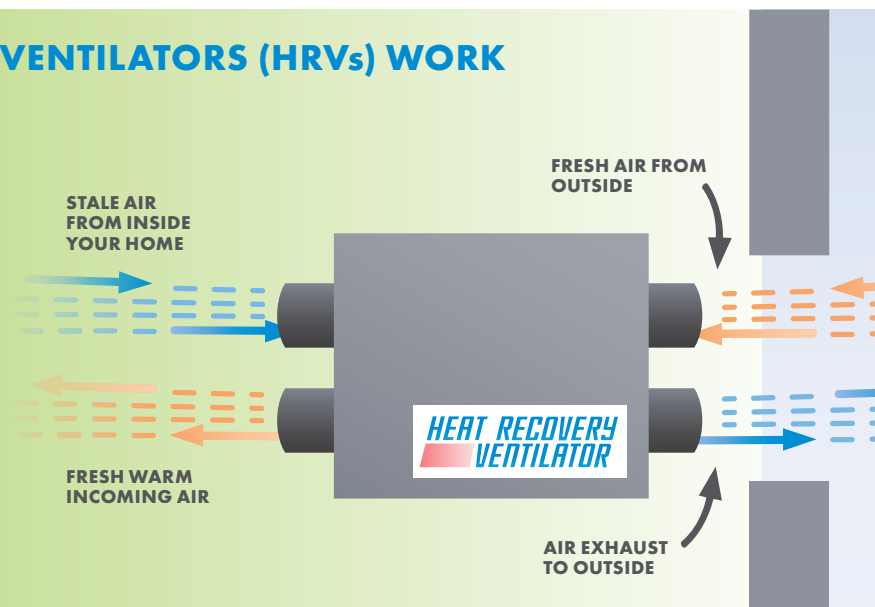 VENTILATORS (HRVs) WORK
FRESH AIR FROM
OUTSIDE
STALE AIR
FROM INSIDE
YOUR HOME
HEAT RECOVERY
VENTILATOR
FRESH WARM
INCOMING AIR
AIR EXHAUST
TO OUTSIDE